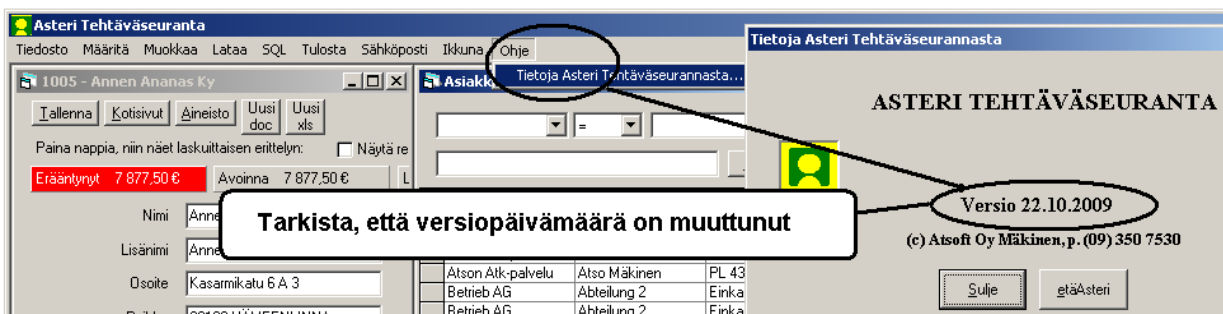 Asteri Tehtäväseuranta
Tiedosto Määritä Muokkaa Lataa SQL Tulosta Sähköposti Ikkuna Ohje
Tietoja Asteri Tehtäväseurannasta...
1005 - Annen Ananas Ky
Tallenna Kotisivut Aineisto Uusi doc Uusi xls
Paina nappia, niin näet laskuittaisen erittelyn: Näytä re
Erääntynyt 7 877,50 € Avoinna 7 877,50 € L
Nimi
Lisänimi
Osoite Kasarmikatu 6 A 3
=
Tarkista, että versiopäivämäärä on muuttunut
Atson Atk-palvelu Atso Mäkinen PL 43
Betrieb AG Abteilung 2 Einka
Betrieb AG Abteilung 2 Einka
Tietoja Asteri Tehtäväseurannasta
ASTERI TEHTÄVÄSEURANTA
Versio 22.10.2009
(c) Atsoft Oy Mäkinen, p. (09) 350 7530
Sulje etäAsteri